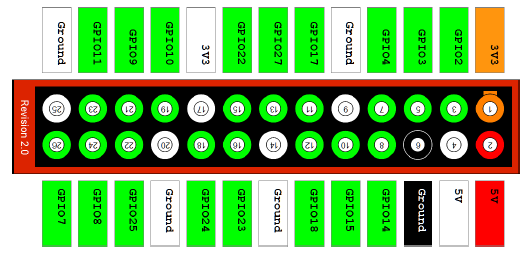 Ground
GPIO11
GPIO9
GPIO10
3V3
GPIO22
GPIO27
GPIO17
Ground
GPIO4
GPIO3
GPIO2
3V3
Revision 2.0
25 23 21 19 17 15 13 11 9 7 5 3 1
26 24 22 20 18 16 14 12 10 8 6 4 2
GPIO7
GPIO8
GPIO25
Ground
GPIO24
GPIO23
Ground
GPIO18
GPIO15
GPIO14
Ground
5V
5V